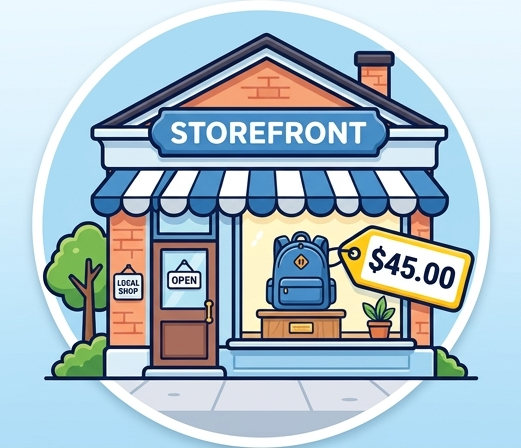 STOREFRONT
LOCAL
SHOP
OPEN
$45.00